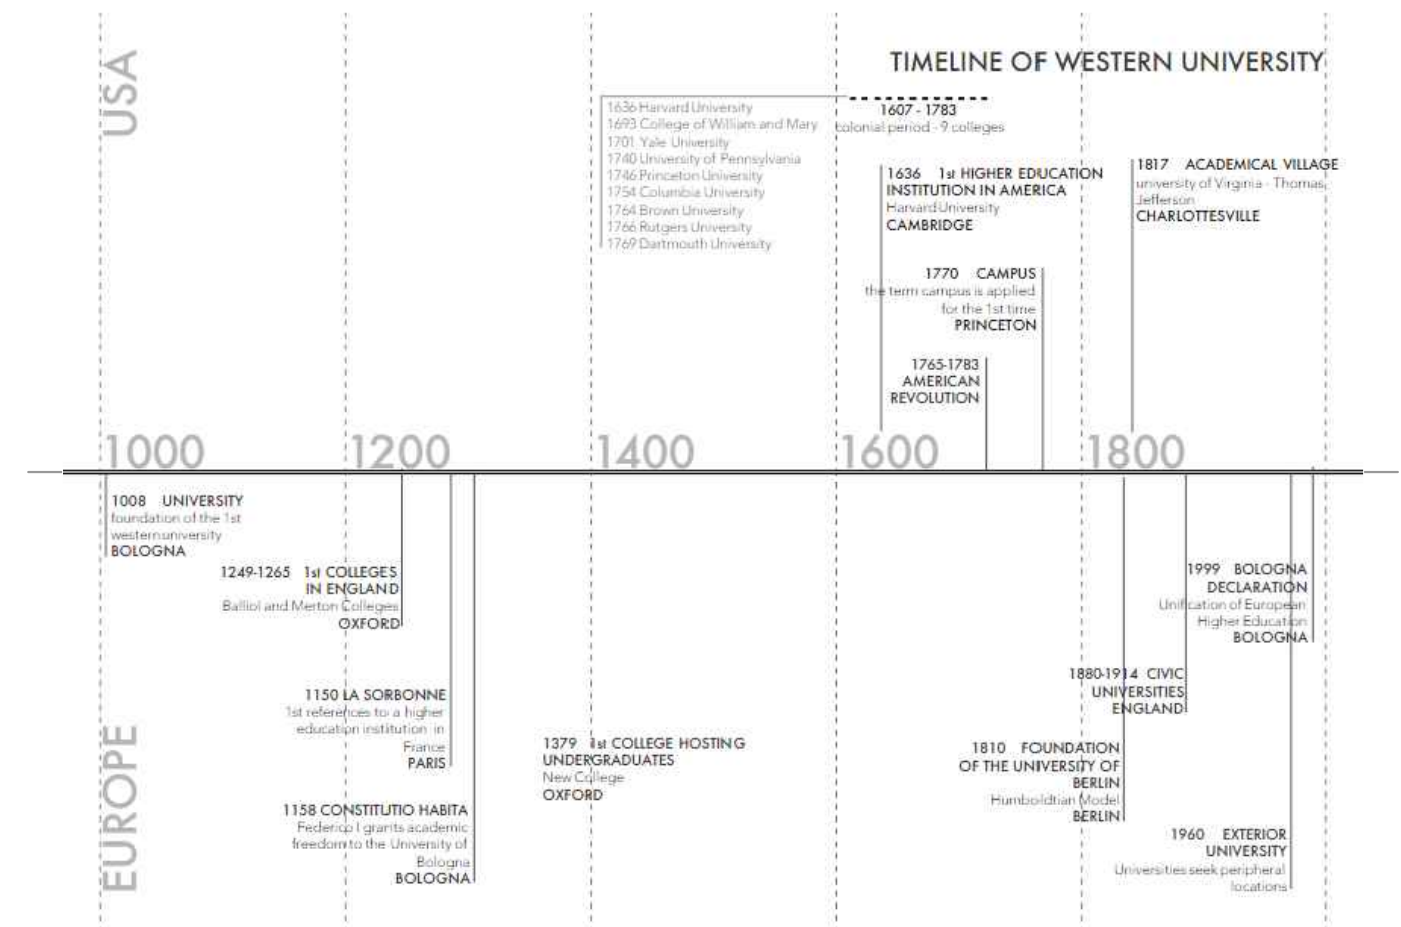 TIMELINE OF WESTERN UNIVERSITY
USA
1636 Harvard University
1693 College of William and Mary
1701 Yale University
1740 University of Pennsylvania
1746 Princeton University
1754 Columbia University
1764 Brown University
1766 Rutgers University
1769 Dartmouth University
1607 - 1783
colonial period - 9 colleges
1636 1st HIGHER EDUCATION
INSTITUTION IN AMERICA
Harvard University
CAMBRIDGE
1817 ACADEMICAL VILLAGE
university of Virginia - Thomas
Jefferson
CHARLOTTESVILLE
1770 CAMPUS
the term campus is applied
for the 1st time
PRINCETON
1765-1783
AMERICAN
REVOLUTION
1000 1200 1400 1600 1800
1008 UNIVERSITY
foundation of the 1st
western university
BOLOGNA
1249-1265 1st COLLEGES
IN ENGLAND
Balliol and Merton Colleges
OXFORD
1150 LA SORBONNE
1st references to a higher
education institution in
France
PARIS
1158 CONSTITUTIO HABITA
Federico I grants academic
freedom to the University of
Bologna
BOLOGNA
1379 1st COLLEGE HOSTING
UNDERGRADUATES
New College
OXFORD
1999 BOLOGNA
DECLARATION
Unification of European
Higher Education
BOLOGNA
1880-1914 CIVIC
UNIVERSITIES
ENGLAND
1810 FOUNDATION
OF THE UNIVERSITY OF
BERLIN
Humboldtian Model
BERLIN
1960 EXTERIOR
UNIVERSITY
Universities seek peripheral
locations
EUROPE